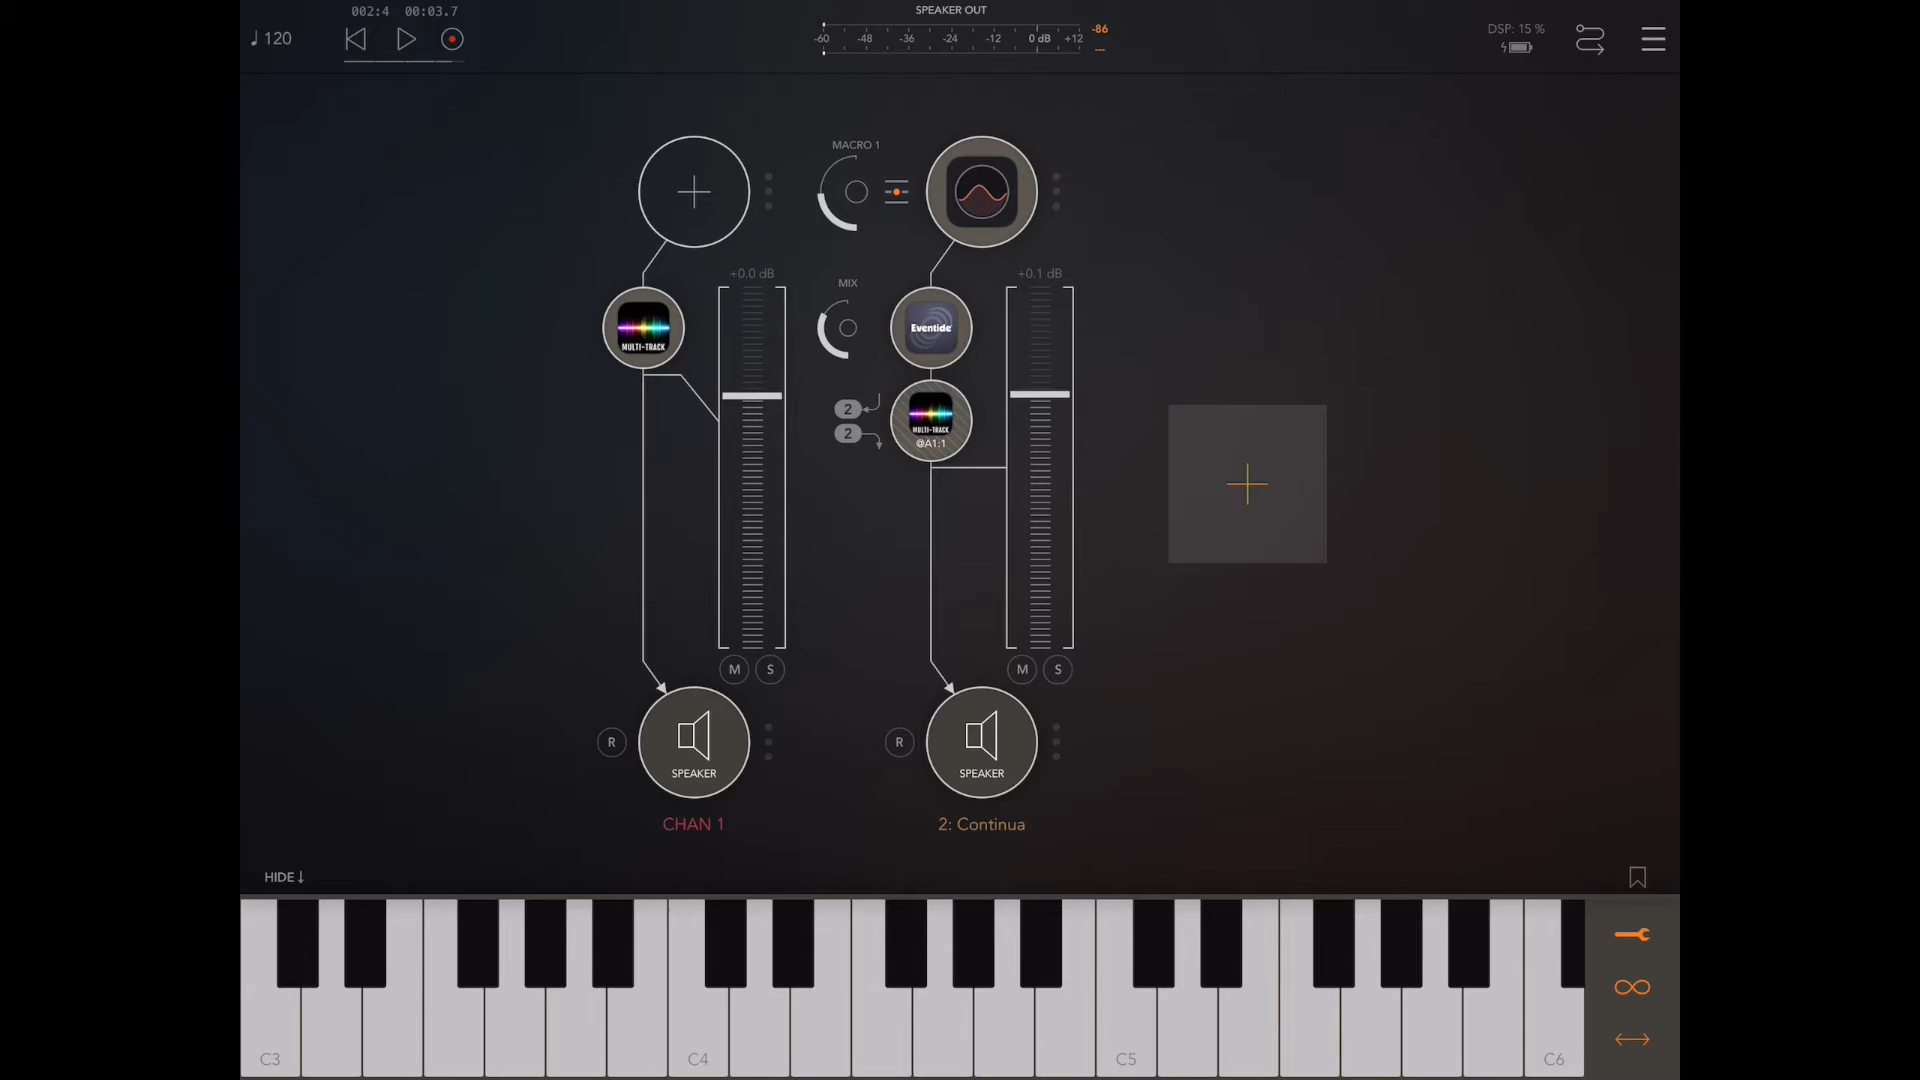 002:4 00:03.7
♩ 120
SPEAKER OUT
-60 -48 -36 -24 -12 0 dB +12
-86
---
DSP: 15 %
MACRO 1
+0.0 dB
MIX
+0.1 dB
MULTI-TRACK
Eventide
2
2
MULTI-TRACK
@A1:1
M S
M S
R
SPEAKER
R
SPEAKER
CHAN 1
2: Continua
HIDE↓
C3 C4 C5 C6